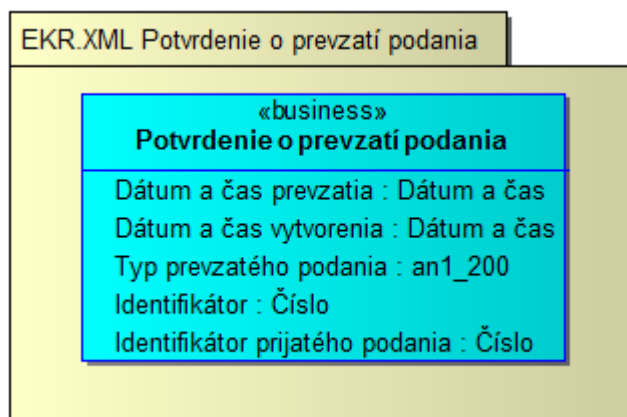 EKR.XML Potvrdenie o prevzatí podania
«business»
Potvrdenie o prevzatí podania
Dátum a čas prevzatia : Dátum a čas
Dátum a čas vytvorenia : Dátum a čas
Typ prevzatého podania : an1_200
Identifikátor : Číslo
Identifikátor prijatého podania : Číslo